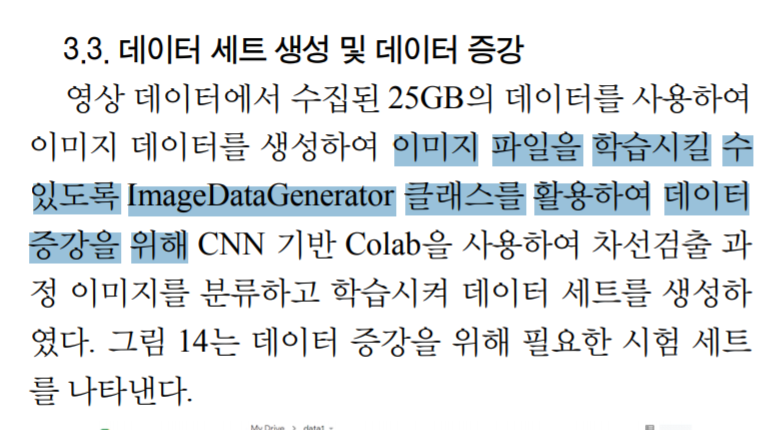 3.3. 데이터 세트 생성 및 데이터 증강
영상 데이터에서 수집된 25GB의 데이터를 사용하여
이미지 데이터를 생성하여 이미지 파일을 학습시킬 수
있도록 ImageDataGenerator 클래스를 활용하여 데이터
증강을 위해 CNN 기반 Colab을 사용하여 차선검출 과
정 이미지를 분류하고 학습시켜 데이터 세트를 생성하
였다. 그림 14는 데이터 증강을 위해 필요한 시험 세트
를 나타낸다.
My Drive > data1